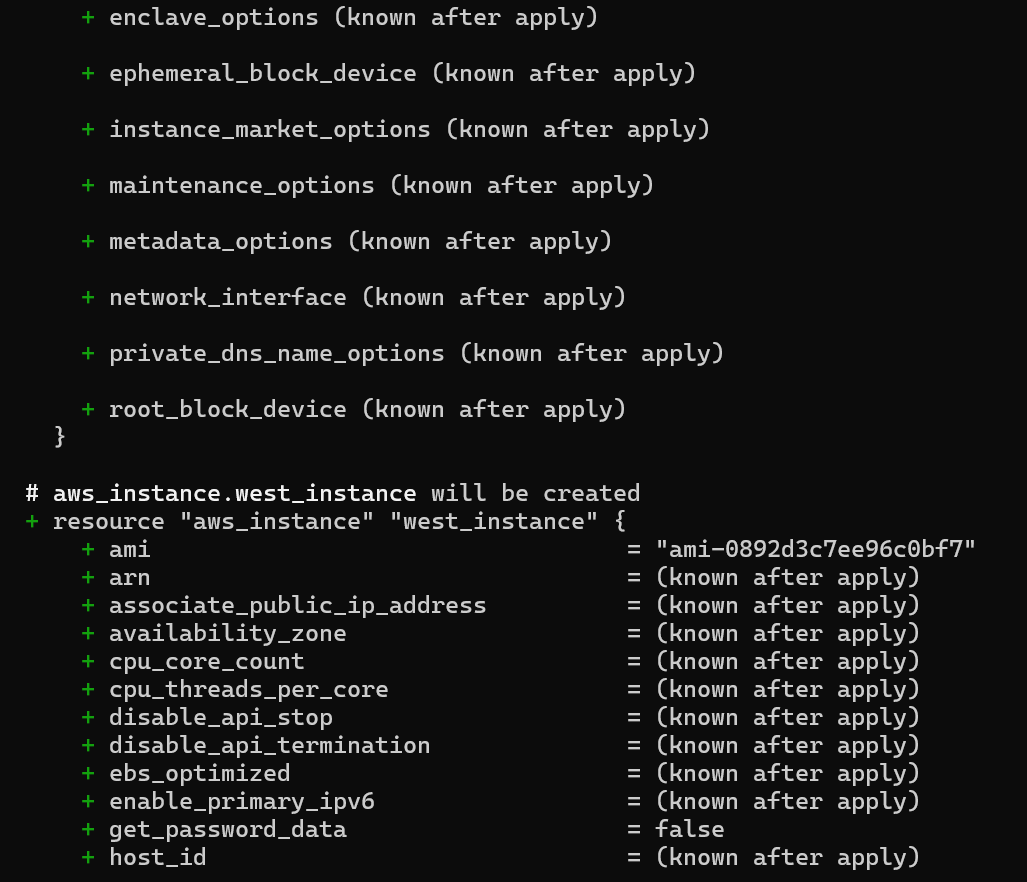 + enclave_options (known after apply)
+ ephemeral_block_device (known after apply)
+ instance_market_options (known after apply)
+ maintenance_options (known after apply)
+ metadata_options (known after apply)
+ network_interface (known after apply)
+ private_dns_name_options (known after apply)
+ root_block_device (known after apply)
}
# aws_instance.west_instance will be created
+ resource "aws_instance" "west_instance" {
+ ami = "ami-0892d3c7ee96c0bf7"
+ arn = (known after apply)
+ associate_public_ip_address = (known after apply)
+ availability_zone = (known after apply)
+ cpu_core_count = (known after apply)
+ cpu_threads_per_core = (known after apply)
+ disable_api_stop = (known after apply)
+ disable_api_termination = (known after apply)
+ ebs_optimized = (known after apply)
+ enable_primary_ipv6 = (known after apply)
+ get_password_data = false
+ host_id = (known after apply)